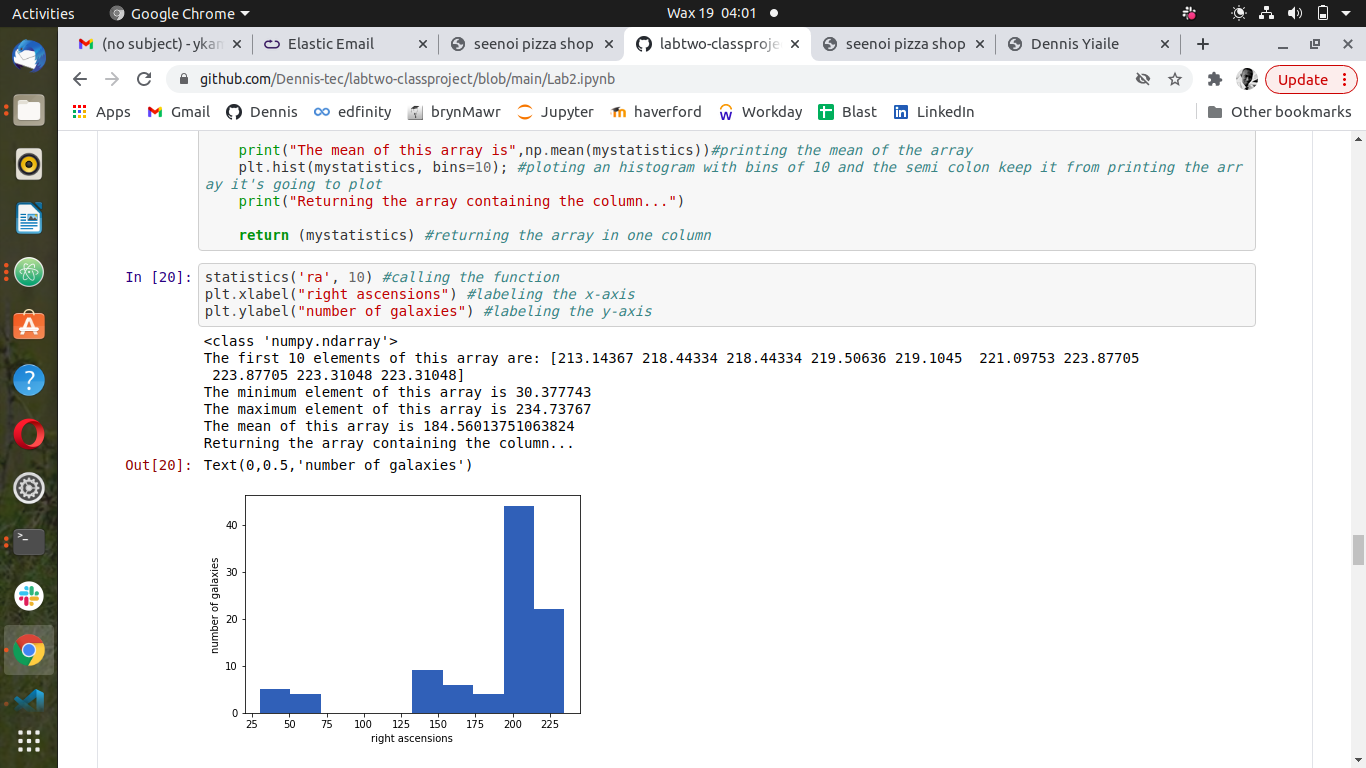 Activities
Google Chrome
Wax 19 04:01
(no subject) - ykan
Elastic Email
seenoi pizza shop
labtwo-classproje
seenoi pizza shop
Dennis Yiaile
github.com/Dennis-tec/labtwo-classproject/blob/main/Lab2.ipynb
Update
Apps
Gmail
Dennis
edfinity
brynMawr
Jupyter
haverford
Workday
Blast
LinkedIn
Other bookmarks
print("The mean of this array is",np.mean(mystatistics))#printing the mean of the array
plt.hist(mystatistics, bins=10); #ploting an histogram with bins of 10 and the semi colon keep it from printing the arr
ay it's going to plot
print("Returning the array containing the column...")
return (mystatistics) #returning the array in one column
In [20]:
statistics('ra', 10) #calling the function
plt.xlabel("right ascensions") #labeling the x-axis
plt.ylabel("number of galaxies") #labeling the y-axis
<class 'numpy.ndarray'>
The first 10 elements of this array are: [213.14367 218.44334 218.44334 219.50636 219.1045  221.09753 223.87705
223.87705 223.31048 223.31048]
The minimum element of this array is 30.377743
The maximum element of this array is 234.73767
The mean of this array is 184.56013751063824
Returning the array containing the column...
Out[20]: Text(0,0.5,'number of galaxies')
number of galaxies
40
30
20
10
0
25 50 75 100 125 150 175 200 225
right ascensions